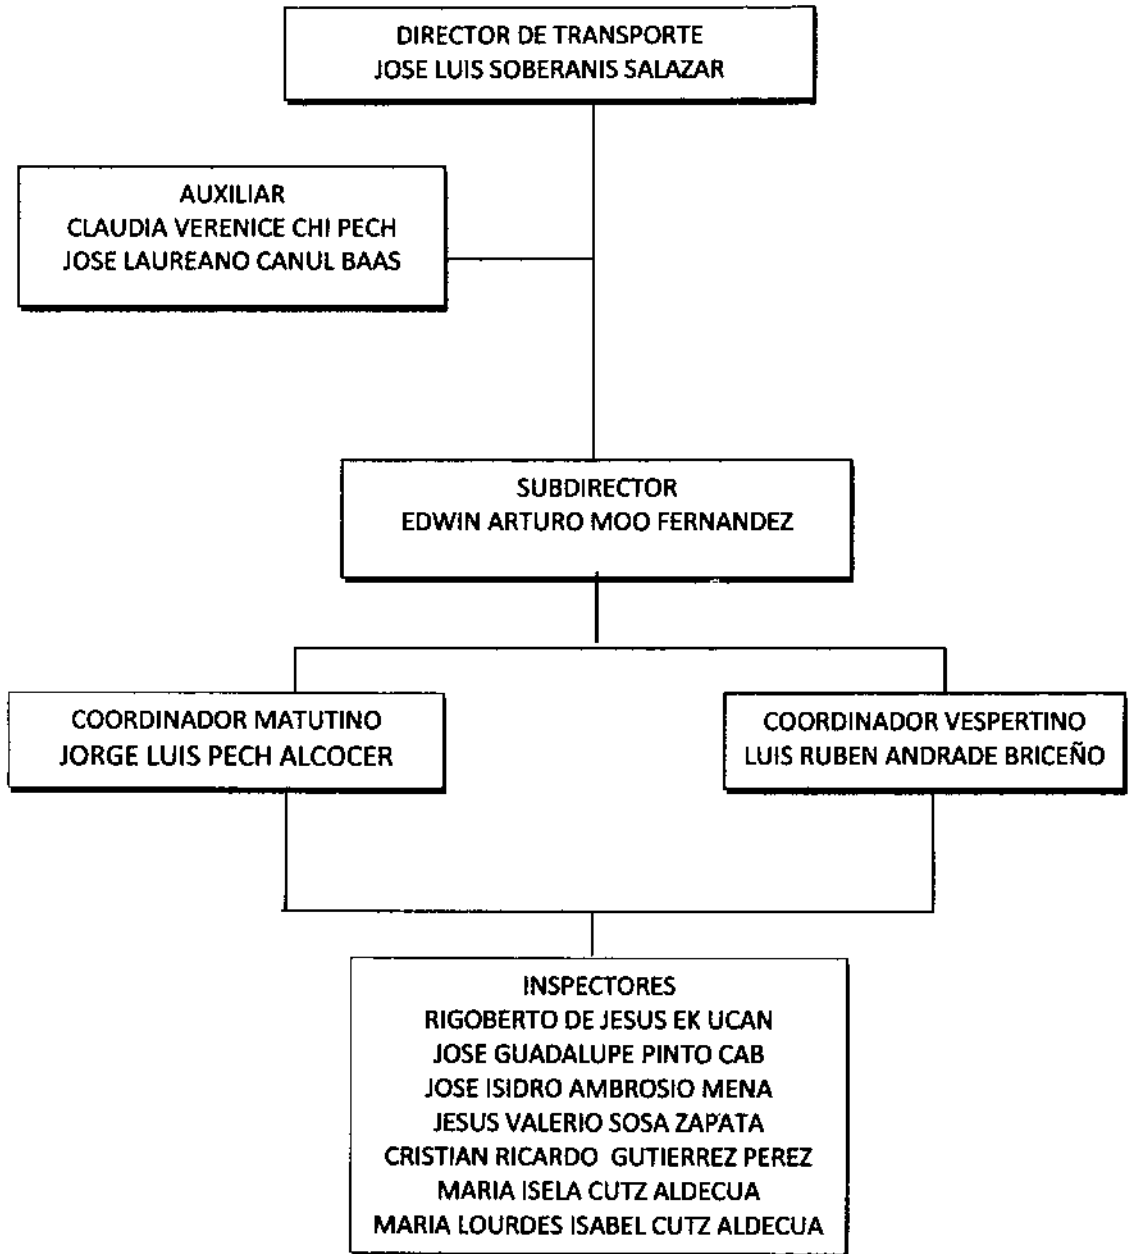 DIRECTOR DE TRANSPORTE
JOSE LUIS SOBERANIS SALAZAR
AUXILIAR
CLAUDIA VERENICE CHI PECH
JOSE LAUREANO CANUL BAAS
SUBDIRECTOR
EDWIN ARTURO MOO FERNANDEZ
COORDINADOR MATUTINO
JORGE LUIS PECH ALCOCER
COORDINADOR VESPERTINO
LUIS RUBEN ANDRADE BRICEÑO
INSPECTORES
RIGOBERTO DE JESUS EK UCAN
JOSE GUADALUPE PINTO CAB
JOSE ISIDRO AMBROSIO MENA
JESUS VALERIO SOSA ZAPATA
CRISTIAN RICARDO GUTIERREZ PEREZ
MARIA ISELA CUTZ ALDECUA
MARIA LOURDES ISABEL CUTZ ALDECUA